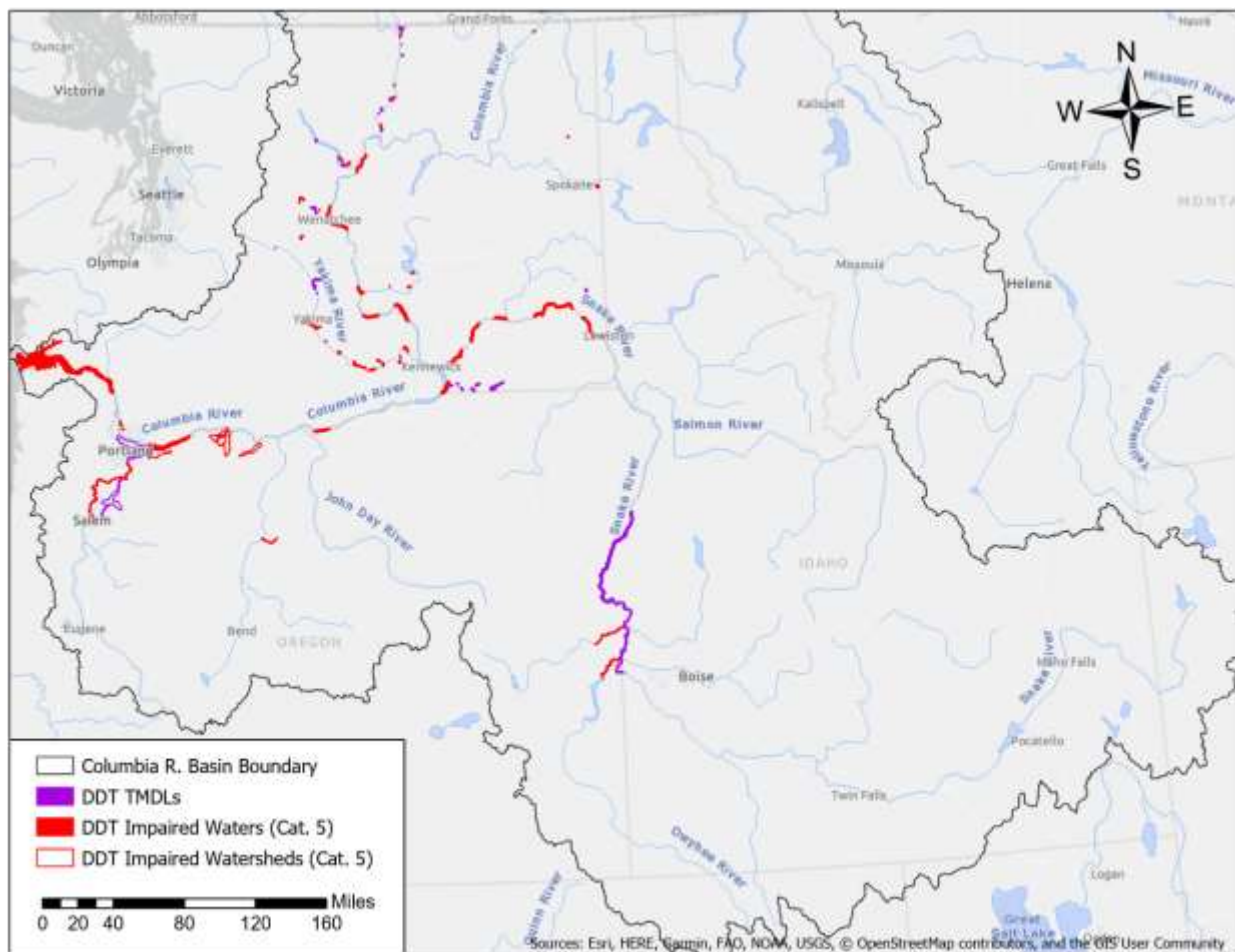 Abbotsford
Grand Forks
Havre
Duncan
Victoria
Columbia River
Kalispell
N
W
E
S
Missouri River
Everett
Seattle
Spokane
Great Falls
MONTA
Wenatchee
Tacoma
Olympia
Missoula
Helena
Yakima River
Yakima
Snake River
Lewiston
Kennewick
Columbia River
Columbia River
Salmon River
Yellowstone River
Portland
Snake River
John Day River
Salem
IDAHO
Eugene
Bend
OREGON
Boise
Snake River
Idaho Falls
Pocatello
Twin Falls
Owyhee River
Quinn River
Logan
Great
Salt Lake
Columbia R. Basin Boundary
DDT TMDLs
DDT Impaired Waters (Cat. 5)
DDT Impaired Watersheds (Cat. 5)
Miles
0 20 40 80 120 160
Sources: Esri, HERE, Garmin, FAO, NOAA, USGS, © OpenStreetMap contributors, and the GIS User Community